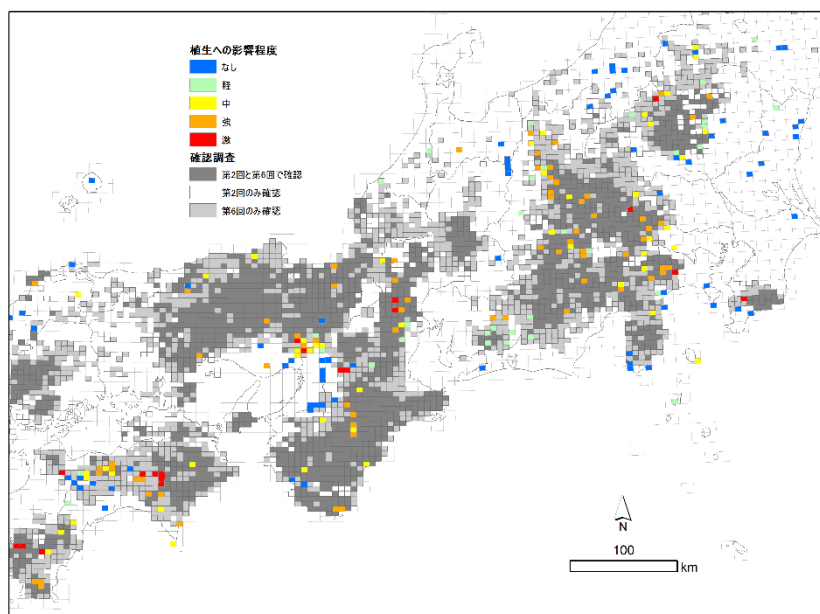 植生への影響程度
なし
軽
中
強
激
確認調査
第2回と第6回で確認
第2回のみ確認
第6回のみ確認
N
100
km